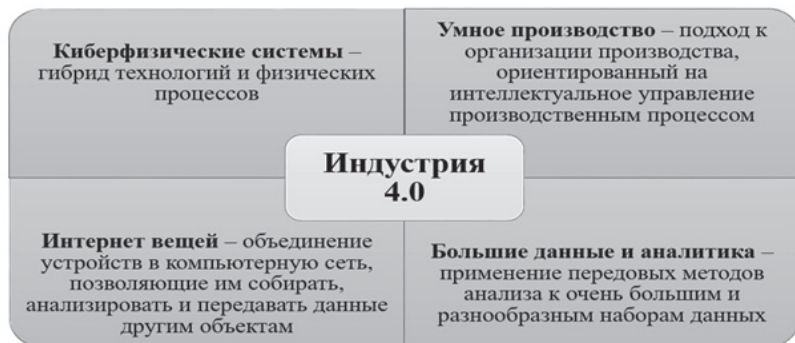 Киберфизические системы –
гибрид технологий и физических
процессов
Умное производство – подход к
организации производства,
ориентированный на
интеллектуальное управление
производственным процессом
Индустрия
4.0
Интернет вещей – объединение
устройств в компьютерную сеть,
позволяющие им собирать,
анализировать и передавать данные
другим объектам
Большие данные и аналитика –
применение передовых методов
анализа к очень большим и
разнообразным наборам данных